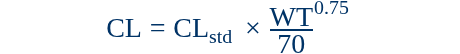 CL = CLstd × WT/70^0.75